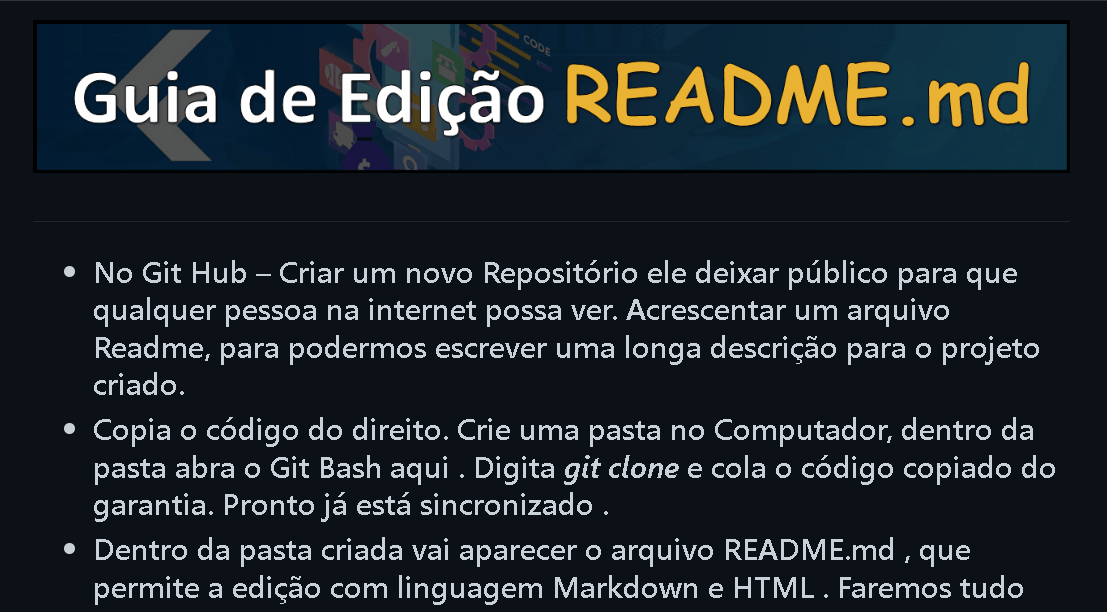 CODE
Guia de Edição README.md
No Git Hub – Criar um novo Repositório ele deixar público para que
qualquer pessoa na internet possa ver. Acrescentar um arquivo
Readme, para podermos escrever uma longa descrição para o projeto
criado.
Copia o código do direito. Crie uma pasta no Computador, dentro da
pasta abra o Git Bash aqui . Digita git clone e cola o código copiado do
garantia. Pronto já está sincronizado .
Dentro da pasta criada vai aparecer o arquivo README.md , que
permite a edição com linguagem Markdown e HTML . Faremos tudo